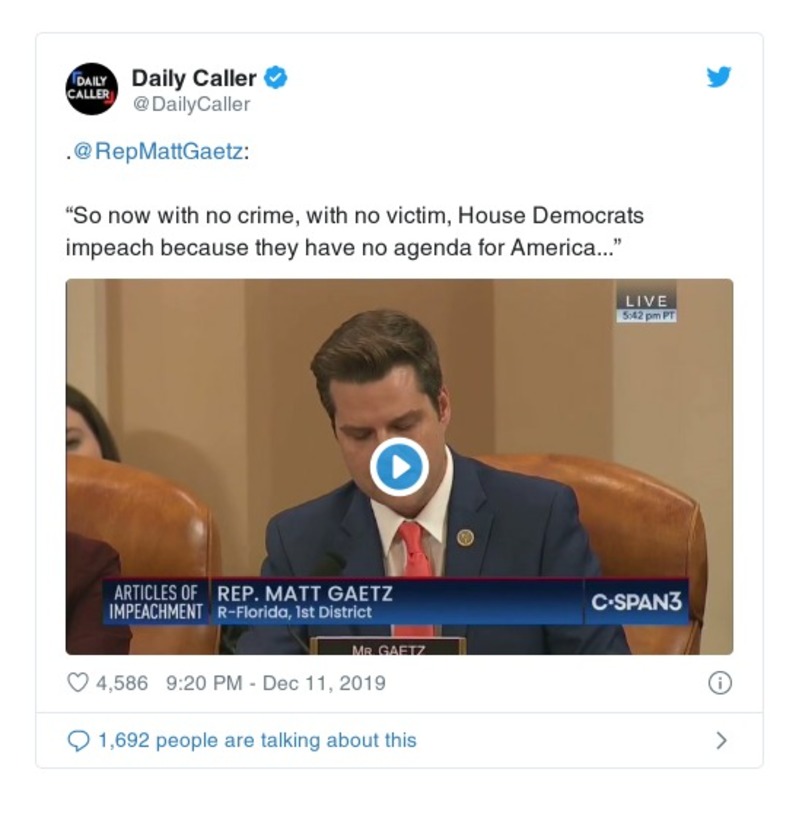 DAILY
CALLER
Daily Caller
@DailyCaller
.@RepMattGaetz:
“So now with no crime, with no victim, House Democrats
impeach because they have no agenda for America...”
LIVE
5:42 pm PT
ARTICLES OF
IMPEACHMENT
REP. MATT GAETZ
R-Florida, 1st District
C-SPAN3
MR. GAETZ
4,586 9:20 PM - Dec 11, 2019
1,692 people are talking about this